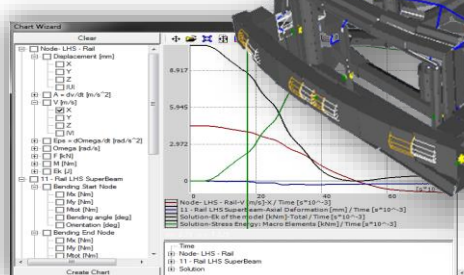 Chart Wizard
Clear
Node- LHS - Rail
Displacement [mm]
X
Y
Z
|U|
A = dv/dt [m/s^2]
V [m/s]
X
Y
Z
|V|
Eps = dOmega/dt [rad/s^2]
Omega [rad/s]
F [kN]
M [Nm]
Ek [J]
11 - Rail LHS SuperBeam
Bending Start Node
Mx [Nm]
My [Nm]
Mtot [Nm]
Bending angle [deg]
Orientation [deg]
Bending End Node
Mx [Nm]
My [Nm]
Mtot [Nm]
Create Chart
8.917
5.945
2.972
0
20
40
60
Node- LHS - Rail-V [m/s]-X / Time [s*10^-3]
11 - Rail LHS SuperBeam-Axial Deformation [mm] / Time [s*10^-3]
Solution-Ek of the model [kNm]-Total / Time [s*10^-3]
Solution-Stress Energy: Macro Elements [kNm] / Time [s*10^-3]
Time
Node- LHS - Rail
11 - Rail LHS SuperBeam
Solution